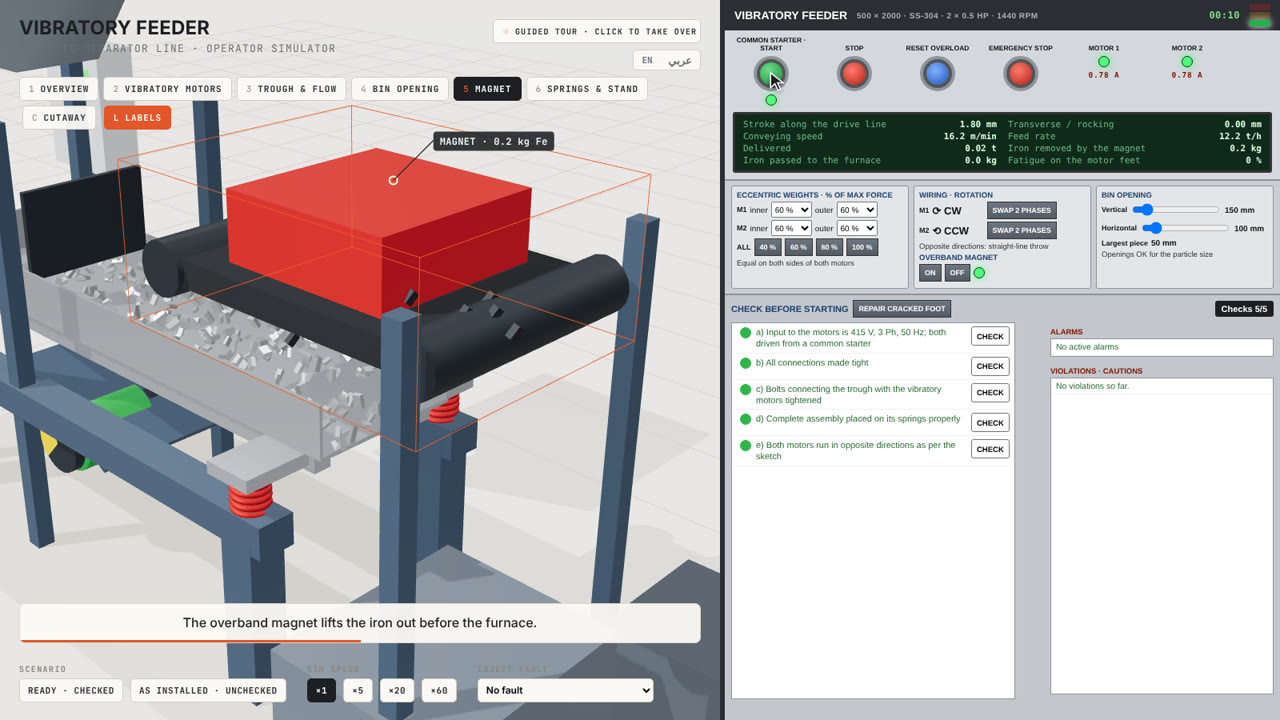 VIBRATORY FEEDER
SEPARATOR LINE · OPERATOR SIMULATOR
GUIDED TOUR · CLICK TO TAKE OVER
EN عربي
1 OVERVIEW
2 VIBRATORY MOTORS
3 TROUGH & FLOW
4 BIN OPENING
5 MAGNET
6 SPRINGS & STAND
C CUTAWAY
L LABELS
MAGNET · 0.2 kg Fe
The overband magnet lifts the iron out before the furnace.
SCENARIO
READY · CHECKED
AS INSTALLED · UNCHECKED
SIM SPEED
×1
×5
×20
×60
INJECT FAULT
No fault
VIBRATORY FEEDER 500 × 2000 · SS-304 · 2 × 0.5 HP · 1440 RPM
00:10
COMMON STARTER ·
START
STOP
RESET OVERLOAD
EMERGENCY STOP
MOTOR 1
0.78 A
MOTOR 2
0.78 A
Stroke along the drive line 1.80 mm
Transverse / rocking 0.00 mm
Conveying speed 16.2 m/min
Feed rate 12.2 t/h
Delivered 0.02 t
Iron removed by the magnet 0.2 kg
Iron passed to the furnace 0.0 kg
Fatigue on the motor feet 0 %
ECCENTRIC WEIGHTS · % OF MAX FORCE
M1 inner 60 % outer 60 %
M2 inner 60 % outer 60 %
ALL 40 % 60 % 80 % 100 %
Equal on both sides of both motors
WIRING · ROTATION
M1 ⟳ CW SWAP 2 PHASES
M2 ⟲ CCW SWAP 2 PHASES
Opposite directions: straight-line throw
OVERBAND MAGNET
ON OFF
BIN OPENING
Vertical 150 mm
Horizontal 100 mm
Largest piece 50 mm
Openings OK for the particle size
CHECK BEFORE STARTING
REPAIR CRACKED FOOT
Checks 5/5
a) Input to the motors is 415 V, 3 Ph, 50 Hz; both
driven from a common starter
CHECK
b) All connections made tight
CHECK
c) Bolts connecting the trough with the vibratory
motors tightened
CHECK
d) Complete assembly placed on its springs properly
CHECK
e) Both motors run in opposite directions as per the
sketch
CHECK
ALARMS
No active alarms
VIOLATIONS · CAUTIONS
No violations so far.